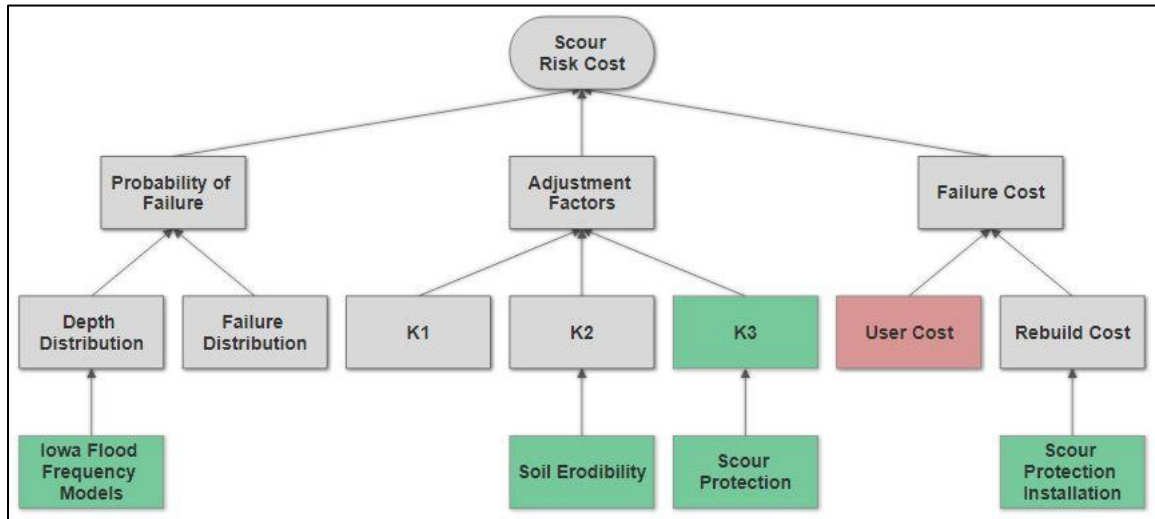 Scour
Risk Cost
Probability of
Failure
Adjustment
Factors
Failure Cost
Depth
Distribution
Failure
Distribution
K1
K2
K3
User Cost
Rebuild Cost
Iowa Flood
Frequency
Models
Soil Erodibility
Scour
Protection
Scour
Protection
Installation